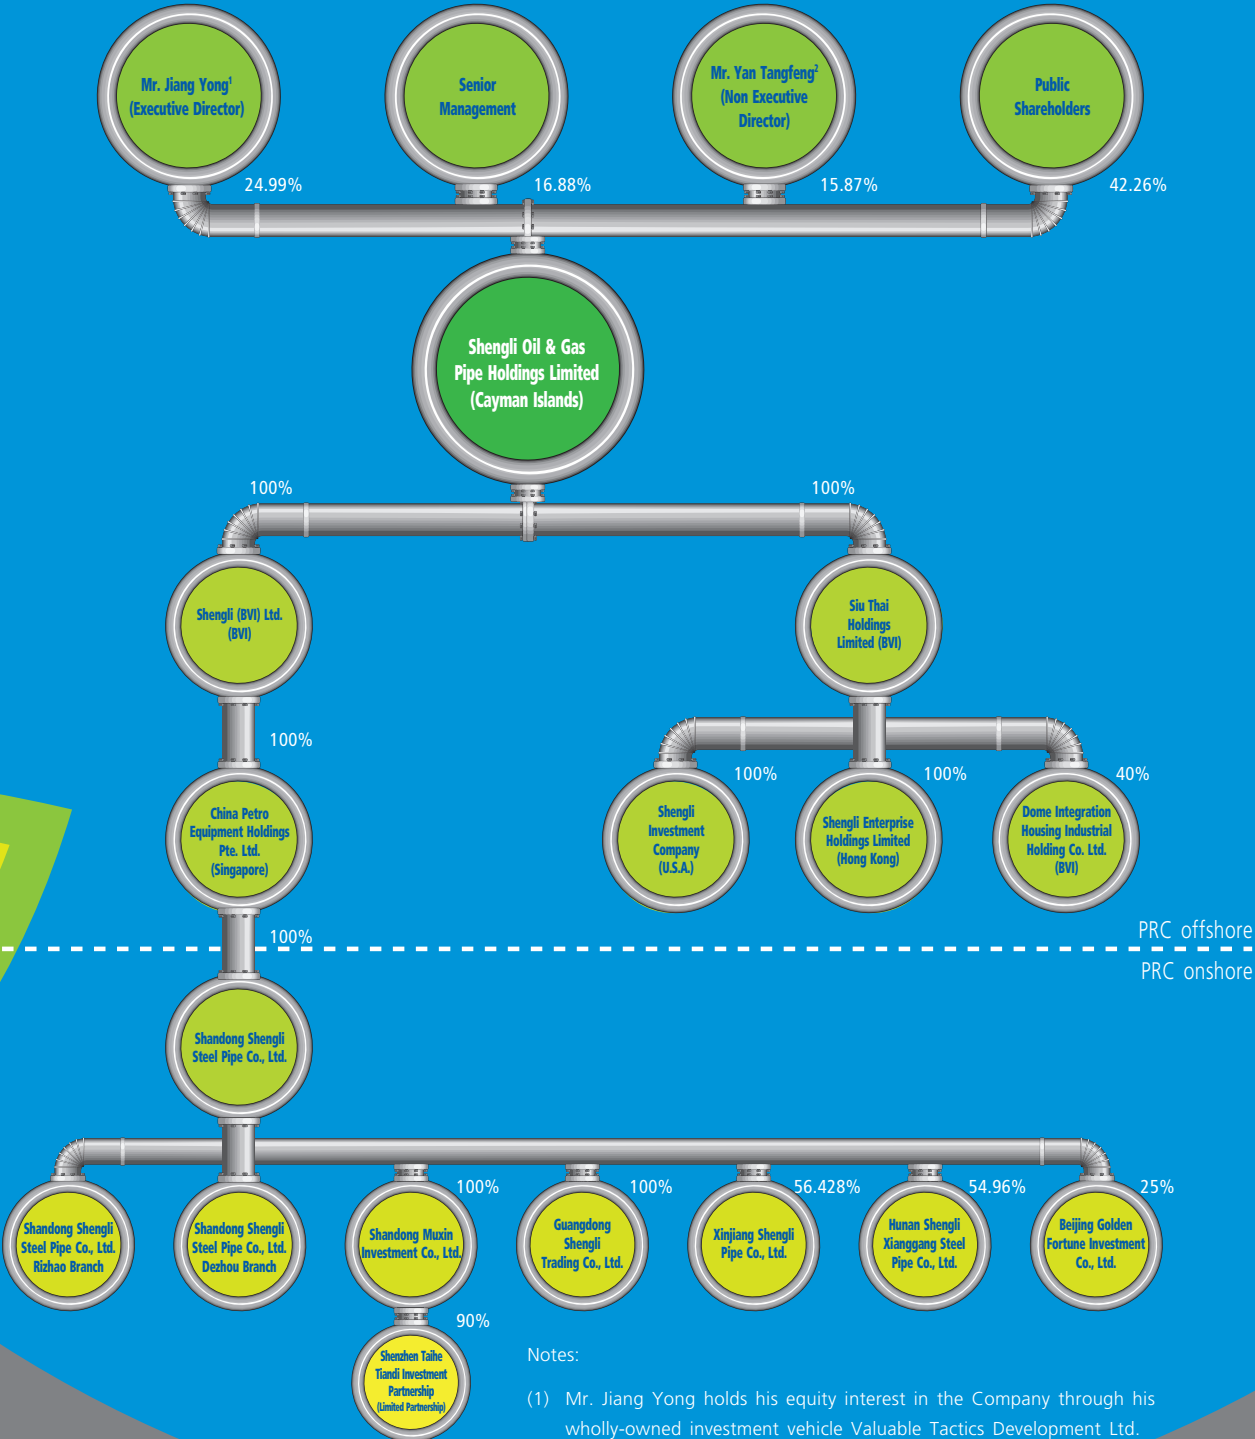 Mr. Jiang Yong¹
(Executive Director)
Senior
Management
Mr. Yan Tangfeng²
(Non Executive
Director)
Public
Shareholders
24.99%
16.88%
15.87%
42.26%
Shengli Oil & Gas
Pipe Holdings Limited
(Cayman Islands)
100%
100%
Shengli (BVI) Ltd.
(BVI)
Siu Thai
Holdings
Limited (BVI)
100%
100%
100%
40%
China Petro
Equipment Holdings
Pte. Ltd.
(Singapore)
Shengli
Investment
Company
(U.S.A.)
Shengli Enterprise
Holdings Limited
(Hong Kong)
Dome Integration
Housing Industrial
Holding Co. Ltd.
(BVI)
100%
PRC offshore
PRC onshore
Shandong Shengli
Steel Pipe Co., Ltd.
100%
100%
56.428%
54.96%
25%
Shandong Shengli
Steel Pipe Co., Ltd.
Rizhao Branch
Shandong Shengli
Steel Pipe Co., Ltd.
Dezhou Branch
Shandong Muxin
Investment Co., Ltd.
Guangdong
Shengli
Trading Co., Ltd.
Xinjiang Shengli
Pipe Co., Ltd.
Hunan Shengli
Xianggang Steel
Pipe Co., Ltd.
Beijing Golden
Fortune Investment
Co., Ltd.
90%
Shenzhen Taihe
Tiandi Investment
Partnership
(Limited Partnership)
Notes:
(1) Mr. Jiang Yong holds his equity interest in the Company through his
wholly-owned investment vehicle Valuable Tactics Development Ltd.